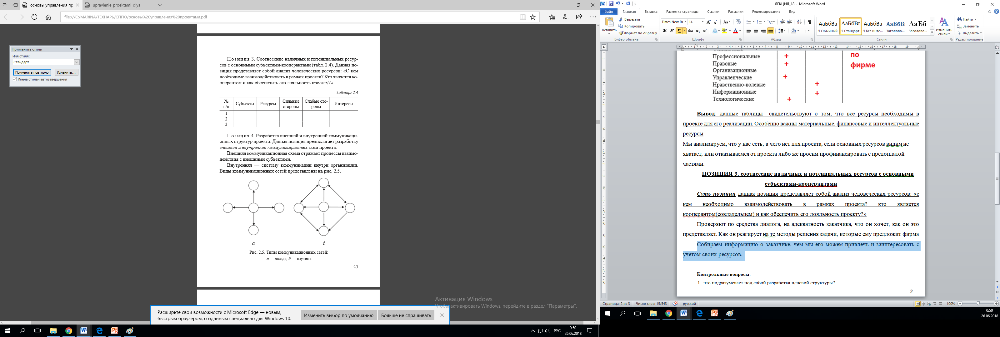 основы управления пр
upravlenie_proektami_dlya_
file:///C:/MARINA/ТЕХНАРЬ/СППО/основы%20управления%20проектами.pdf
Применить стили
Имя стиля:
Стандарт
Применить повторно
Изменить...
Имена стилей автозавершения
Позиция 3. Соотнесение наличных и потенциальных ресур-
сов с основными субъектами-кооперантами (табл. 2.4). Данная по-
зиция представляет собой анализ человеческих ресурсов: «С кем
необходимо взаимодействовать в рамках проекта? Кто является ко-
оперантом и как обеспечить его лояльность проекту?»
Таблица 2.4
№ п/п Субъекты Ресурсы Сильные стороны Слабые сто-роны Интересы
1
2
3
Позиция 4. Разработка внешней и внутренней коммуникаци-
онных структур проекта. Данная позиция предполагает разработку
внешней и внутренней коммуникационных схем проекта.
Внешняя коммуникационная схема отражает процессы взаимо-
действия с внешними субъектами.
Внутренняя — систему коммуникации внутри организации.
Виды коммуникационных сетей представлены на рис. 2.5.
а
б
Рис. 2.5. Типы коммуникационных сетей:
а — звезда; б — паутина
37
Активация Windows
Чтобы активировать Windows, перейдите в раздел "Параметры".
Расширьте свои возможности с Microsoft Edge — новым,
быстрым браузером, созданным специально для Windows 10.
Изменить выбор по умолчанию
Больше не спрашивать
РУС
0:50
26.06.2018
ЛЕКЦИЯ_18 - Microsoft Word
Файл Главная Вставка Разметка страницы Ссылки Рассылки Рецензирование Вид
Вставить
Вырезать
Копировать
Формат по образцу
Буфер обмена
Times New Ro
14
Ж К Ч abc x₂ x²
Шрифт
Абзац
АаБбВв АаБбВı АаБбВв АаБбВ: АаБб.
¶ Обычный ¶ Стандарт ¶ Без инте... Заголово... Заголово...
Изменить стили
Стили
Найти
Заменить
Выделить
Редактирование
Профессиональные +
Правовые +
Организационные
Управленческие +
Нравственно-волевые +
Информационные +
Технологические +
по
фирме
Вывод: данные таблицы свидетельствуют о том, что все ресурсы необходимы в
проекте для его реализации. Особенно важны материальные, финансовые и интеллектуальные
ресурсы
Мы анализируем, что у нас есть, а чего нет для проекта, если основных ресурсов видим не
хватает, или отказываемся от проекта либо же просим профинансировать с предоплатой
частями.
ПОЗИЦИЯ 3. соотнесение наличных и потенциальных ресурсов с основными
субъектами-кооперантами
Суть позиции данная позиция представляет собой анализ человеческих ресурсов: «с
кем необходимо взаимодействовать в рамках проекта? кто является
кооперантом(совладельцем) и как обеспечить его лояльность проекту?»
Проверяют по средства диалога, на адекватность заказчика, что он хочет, как он это
представляет. Как он реагирует на те методы решения задачи, которые ему предложит фирма
Собираем информацию о заказчике, чем мы его можем привлечь и заинтересовать с
учетом своих ресурсов.
Контрольные вопросы:
1. что подразумевает под собой разработка целевой структуры?
2
Страница: 2 из 3
Число слов: 15/543
русский
100%
0:50
26.06.2018